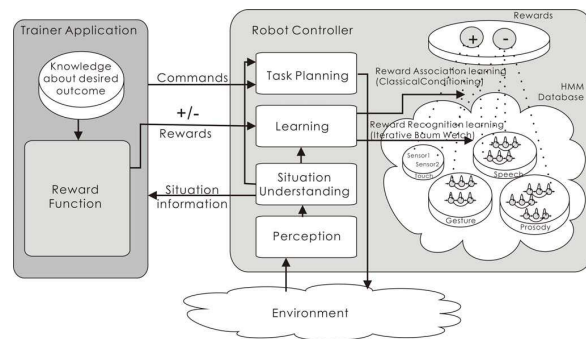 Trainer Application
Knowledge
about desired
outcome
Reward
Function
Commands
+/-
Rewards
Situation
information
Robot Controller
Task Planning
Learning
Situation
Understanding
Perception
Environment
Rewards
+
-
Reward Association learning
(ClassicalConditioning)
HMM
Database
Reward Recognition learning
(Iterative Baum Welch)
Sensor1
Sensor2
Touch
Speech
Gesture
Prosody